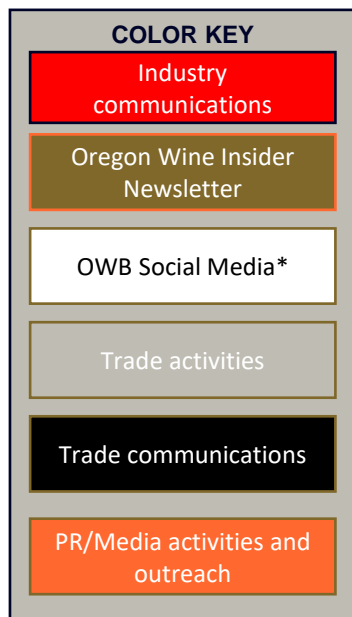 COLOR KEY
Industry
communications
Oregon Wine Insider
Newsletter
OWB Social Media*
Trade activities
Trade communications
PR/Media activities and
outreach